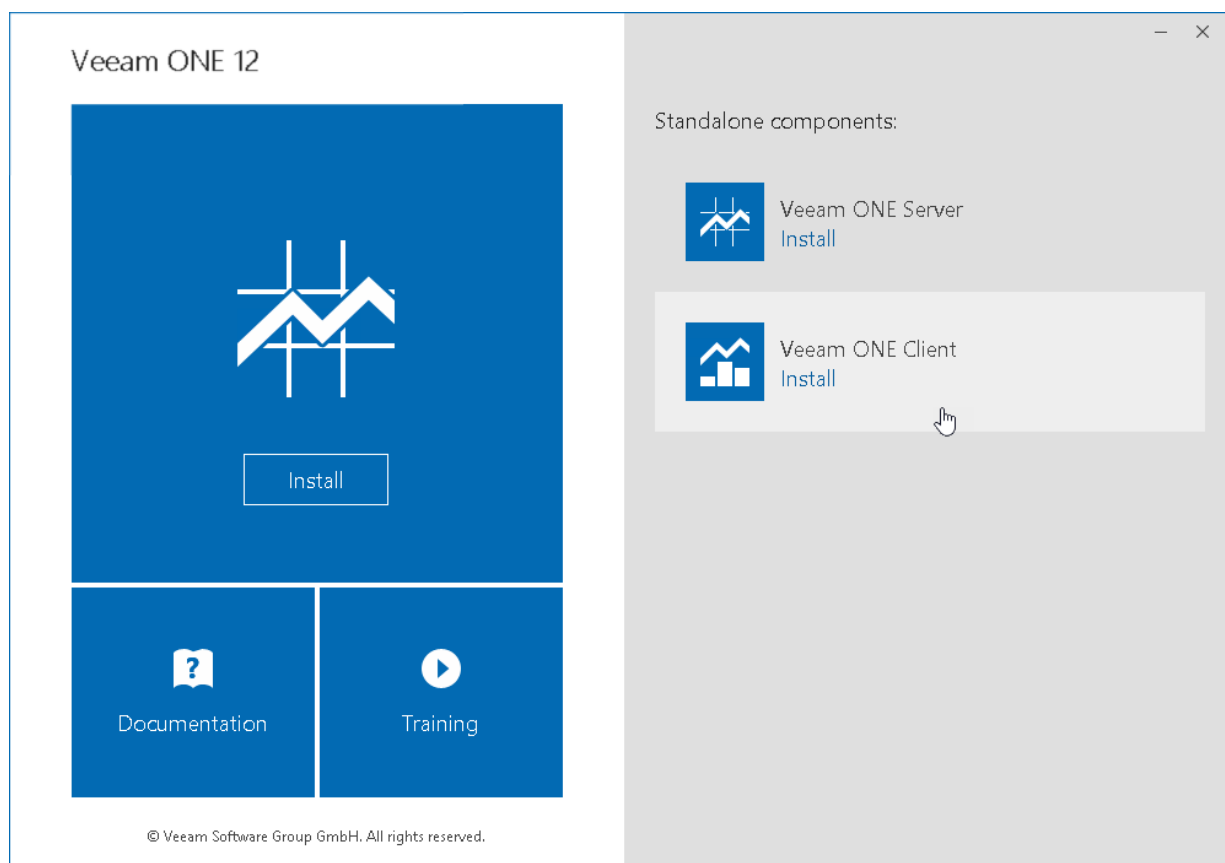 Veeam ONE 12
Install
?
Documentation
Training
© Veeam Software Group GmbH. All rights reserved.
Standalone components:
Veeam ONE Server
Install
Veeam ONE Client
Install